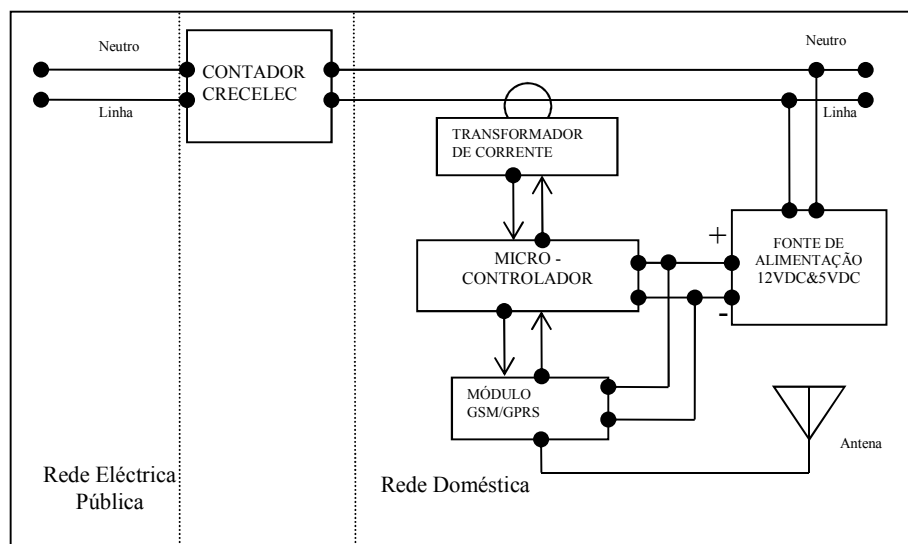 Neutro
Linha
CONTADOR
CRECELEC
Neutro
Linha
TRANSFORMADOR
DE CORRENTE
MICRO -
CONTROLADOR
+
-
FONTE DE
ALIMENTAÇÃO
12VDC&5VDC
MÓDULO
GSM/GPRS
Antena
Rede Eléctrica
Pública
Rede Doméstica